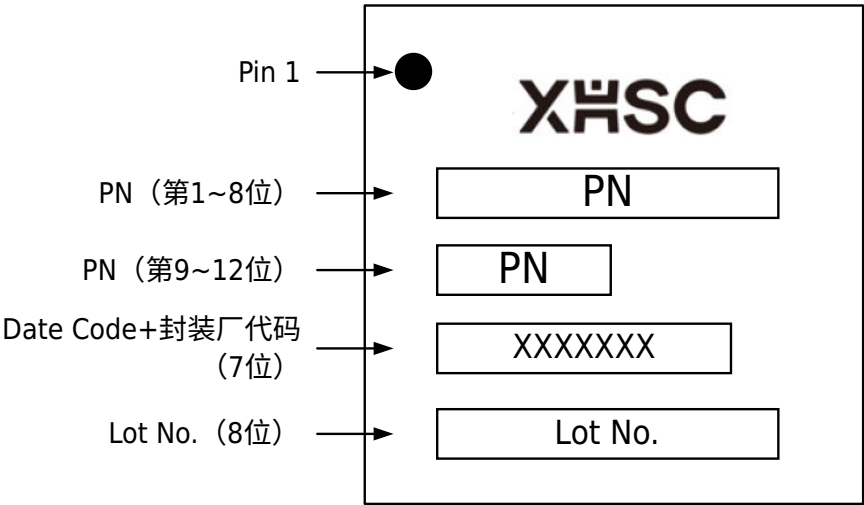 Pin 1
XHSC
PN（第1~8位）
PN
PN（第9~12位）
PN
Date Code+封装厂代码
（7位）
XXXXXXX
Lot No.（8位）
Lot No.